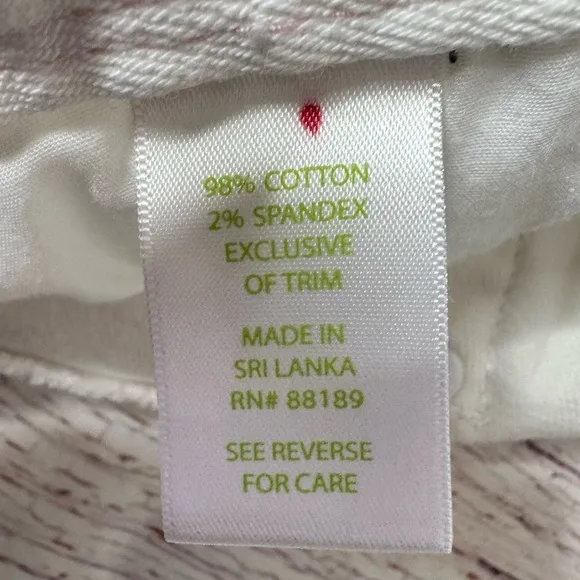 98% COTTON
2% SPANDEX
EXCLUSIVE
OF TRIM
MADE IN
SRI LANKA
RN# 88189
SEE REVERSE
FOR CARE